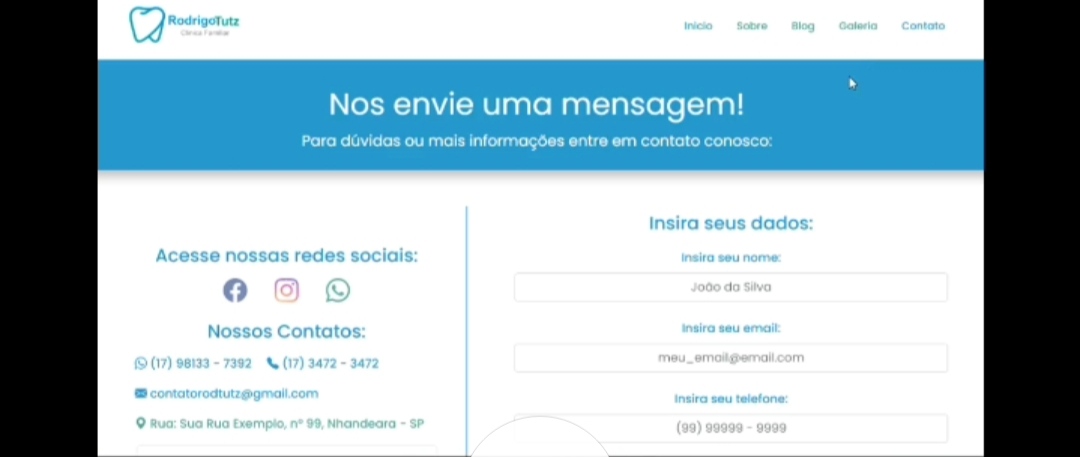 RodrigoTutz
Clínica Familiar
Inicio Sobre Blog Galeria Contato
Nos envie uma mensagem!
Para dúvidas ou mais informações entre em contato conosco:
Acesse nossas redes sociais:
Nossos Contatos:
(17) 98133 - 7392 (17) 3472 - 3472
contatorodtutz@gmail.com
Rua: Sua Rua Exemplo, nº 99, Nhandeara - SP
Insira seus dados:
Insira seu nome:
João da Silva
Insira seu email:
meu_email@email.com
Insira seu telefone:
(99) 99999 - 9999